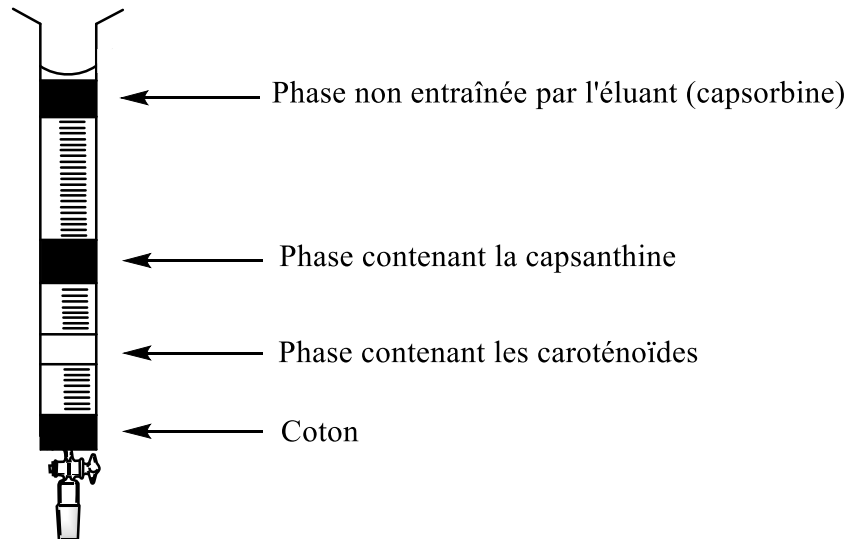 Phase non entraînée par l'éluant (capsorbine)
Phase contenant la capsanthine
Phase contenant les caroténoïdes
Coton